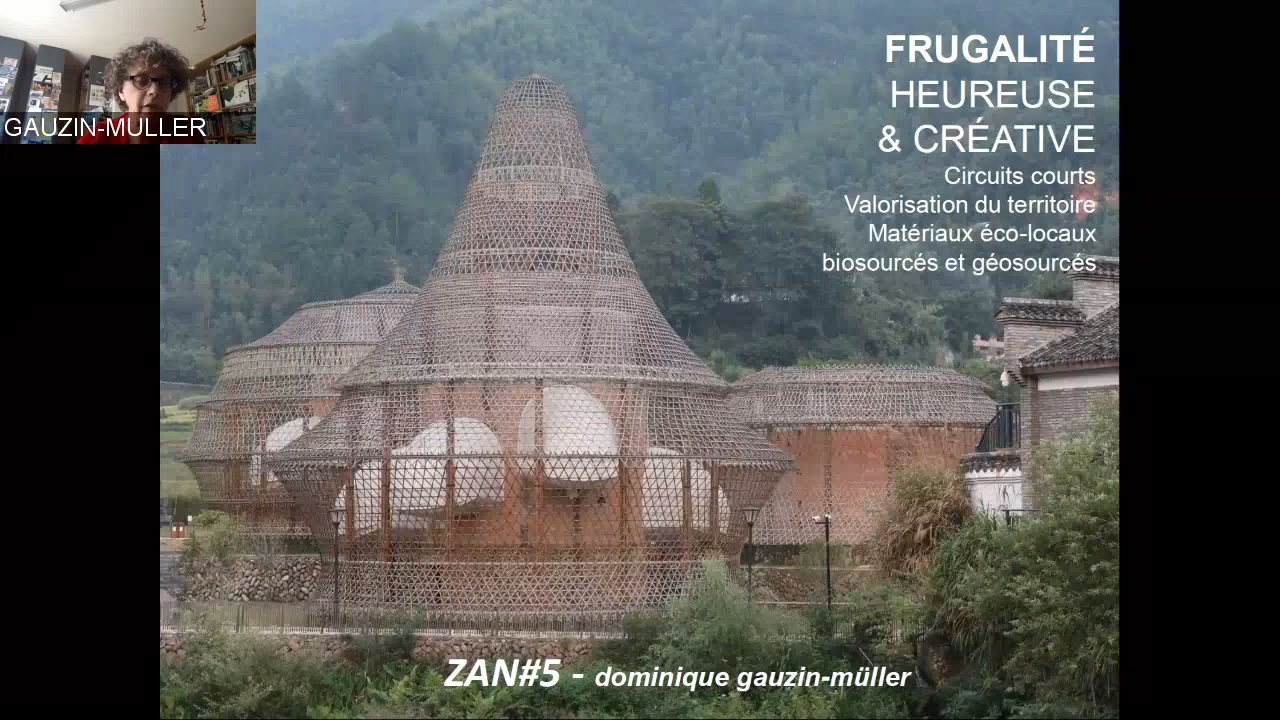 GAUZIN-MULLER
FRUGALITÉ
HEUREUSE
& CRÉATIVE
Circuits courts
Valorisation du territoire
Matériaux éco-locaux
biosourcés et géosourcés
ZAN#5 - dominique gauzin-müller